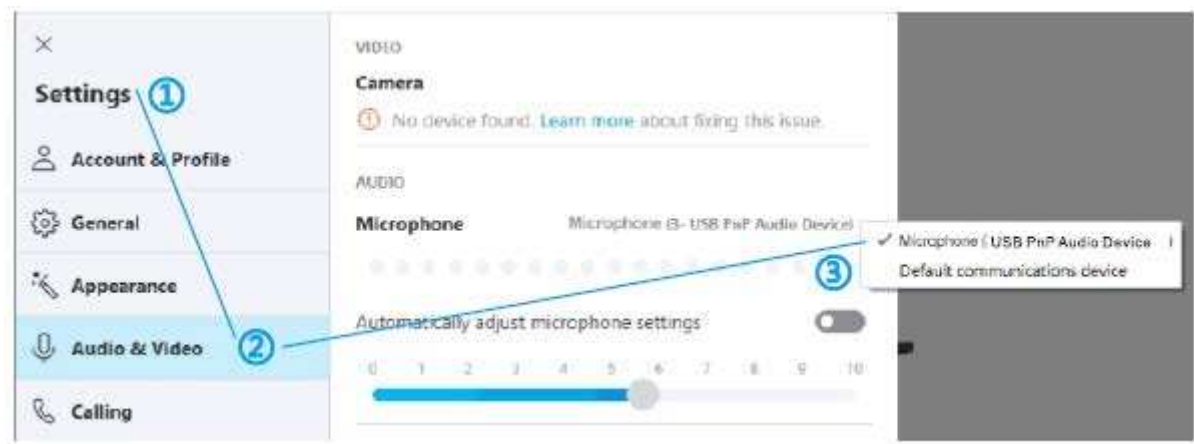 Settings ①
Account & Profile
General
Appearance
Audio & Video ②
Calling
VIDEO
Camera
No device found. Learn more about fixing this issue.
AUDIO
Microphone Microphone (3- USB PnP Audio Device)
③
Microphone ( USB PnP Audio Device
Default communications device
Automatically adjust microphone settings
0 1 2 3 4 5 6 7 8 9 10